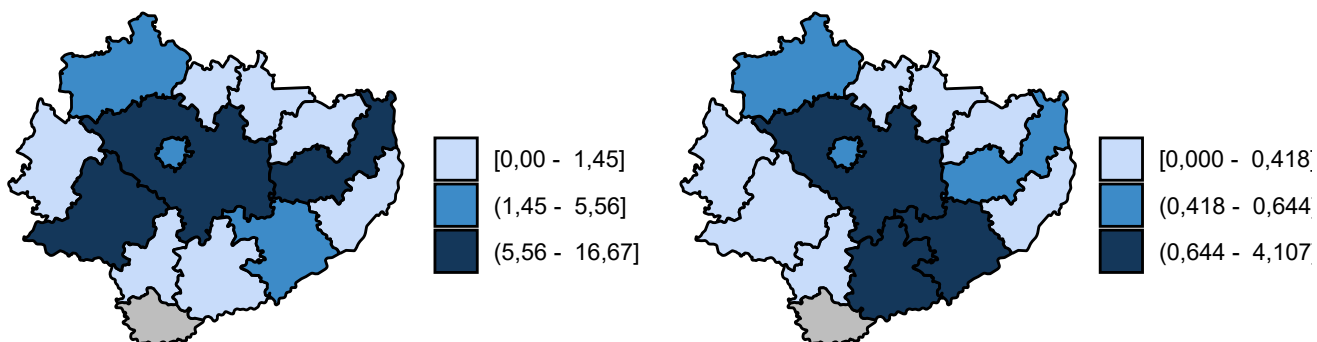 [0,00 - 1,45]
(1,45 - 5,56]
(5,56 - 16,67]
[0,000 - 0,418]
(0,418 - 0,644]
(0,644 - 4,107]